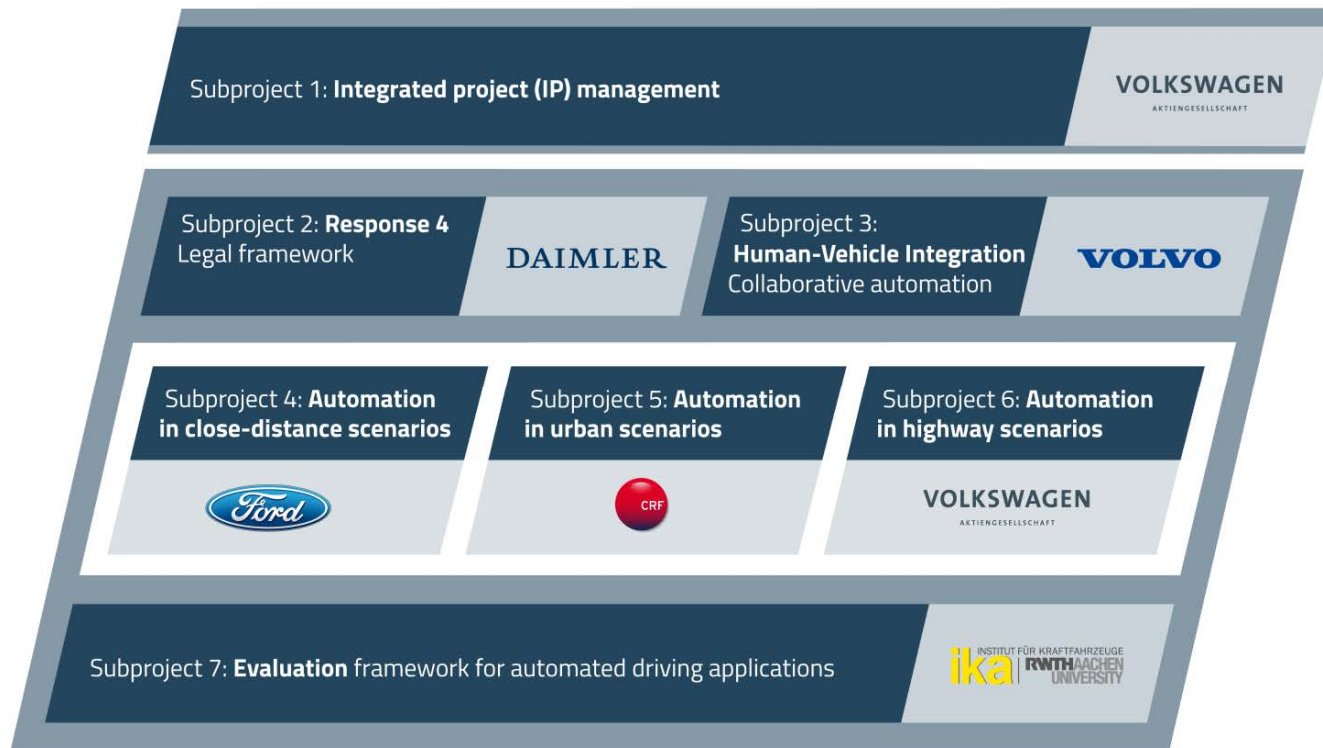 Subproject 1: Integrated project (IP) management
VOLKSWAGEN
AKTIENGESELLSCHAFT
Subproject 2: Response 4
Legal framework
DAIMLER
Subproject 3:
Human-Vehicle Integration
Collaborative automation
VOLVO
Subproject 4: Automation
in close-distance scenarios
Ford
Subproject 5: Automation
in urban scenarios
CRF
Subproject 6: Automation
in highway scenarios
VOLKSWAGEN
AKTIENGESELLSCHAFT
Subproject 7: Evaluation framework for automated driving applications
ika
INSTITUT FÜR KRAFTFAHRZEUGE
RWTHAACHEN
UNIVERSITY